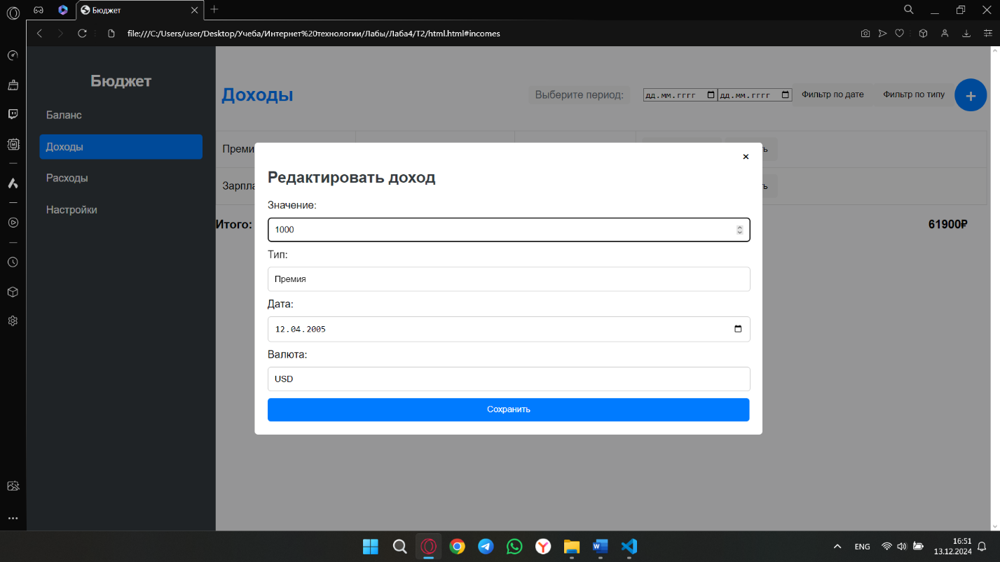 Бюджет
file:///C:/Users/user/Desktop/Учеба/Интернет%20технологии/Лабы/Лаба4/Т2/html.html#incomes
Бюджет
Баланс
Доходы
Расходы
Настройки
Доходы
Выберите период:
дд.мм.гггг
дд.мм.гггг
Фильтр по дате
Фильтр по типу
+
Итого:
61900₽
×
Редактировать доход
Значение:
1000
Тип:
Премия
Дата:
12.04.2005
Валюта:
USD
Сохранить
ENG
16:51
13.12.2024